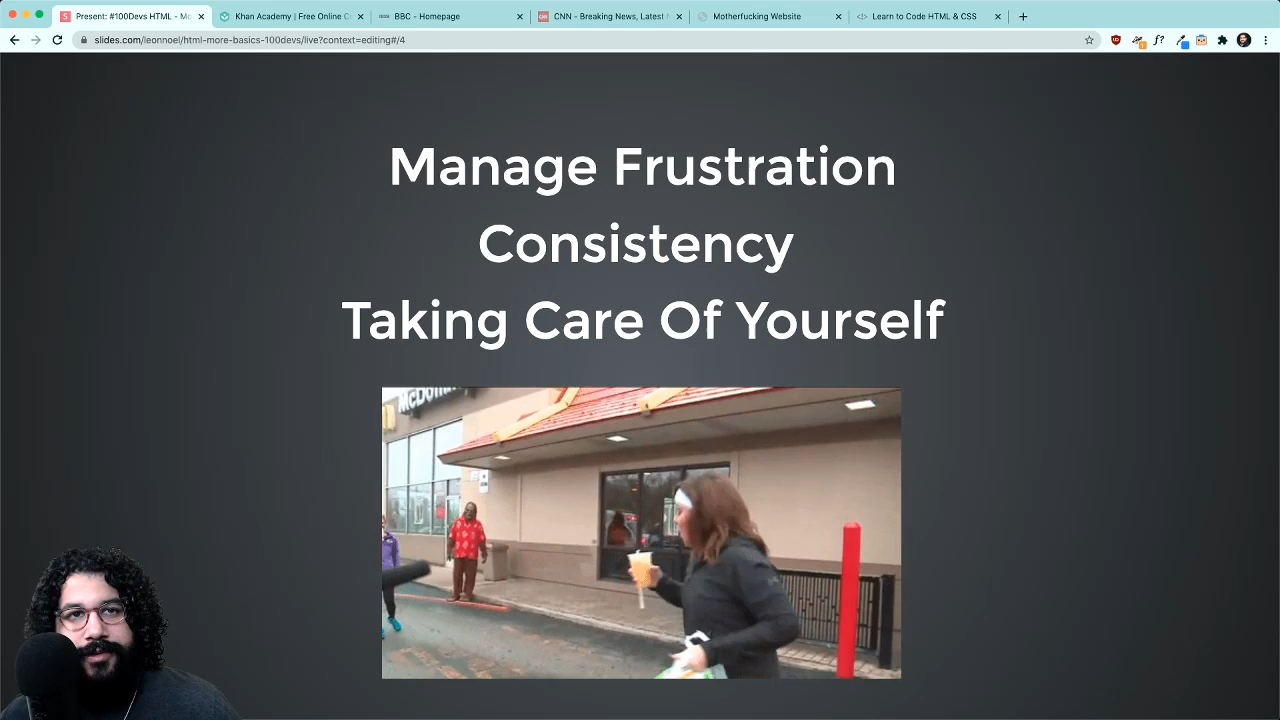 Present: #100Devs HTML - Mo
Khan Academy | Free Online C
BBC - Homepage
CNN - Breaking News, Latest N
Motherfucking Website
Learn to Code HTML & CSS
slides.com/leonnoel/html-more-basics-100devs/live?context=editing#/4
f?
Manage Frustration
Consistency
Taking Care Of Yourself
McDon